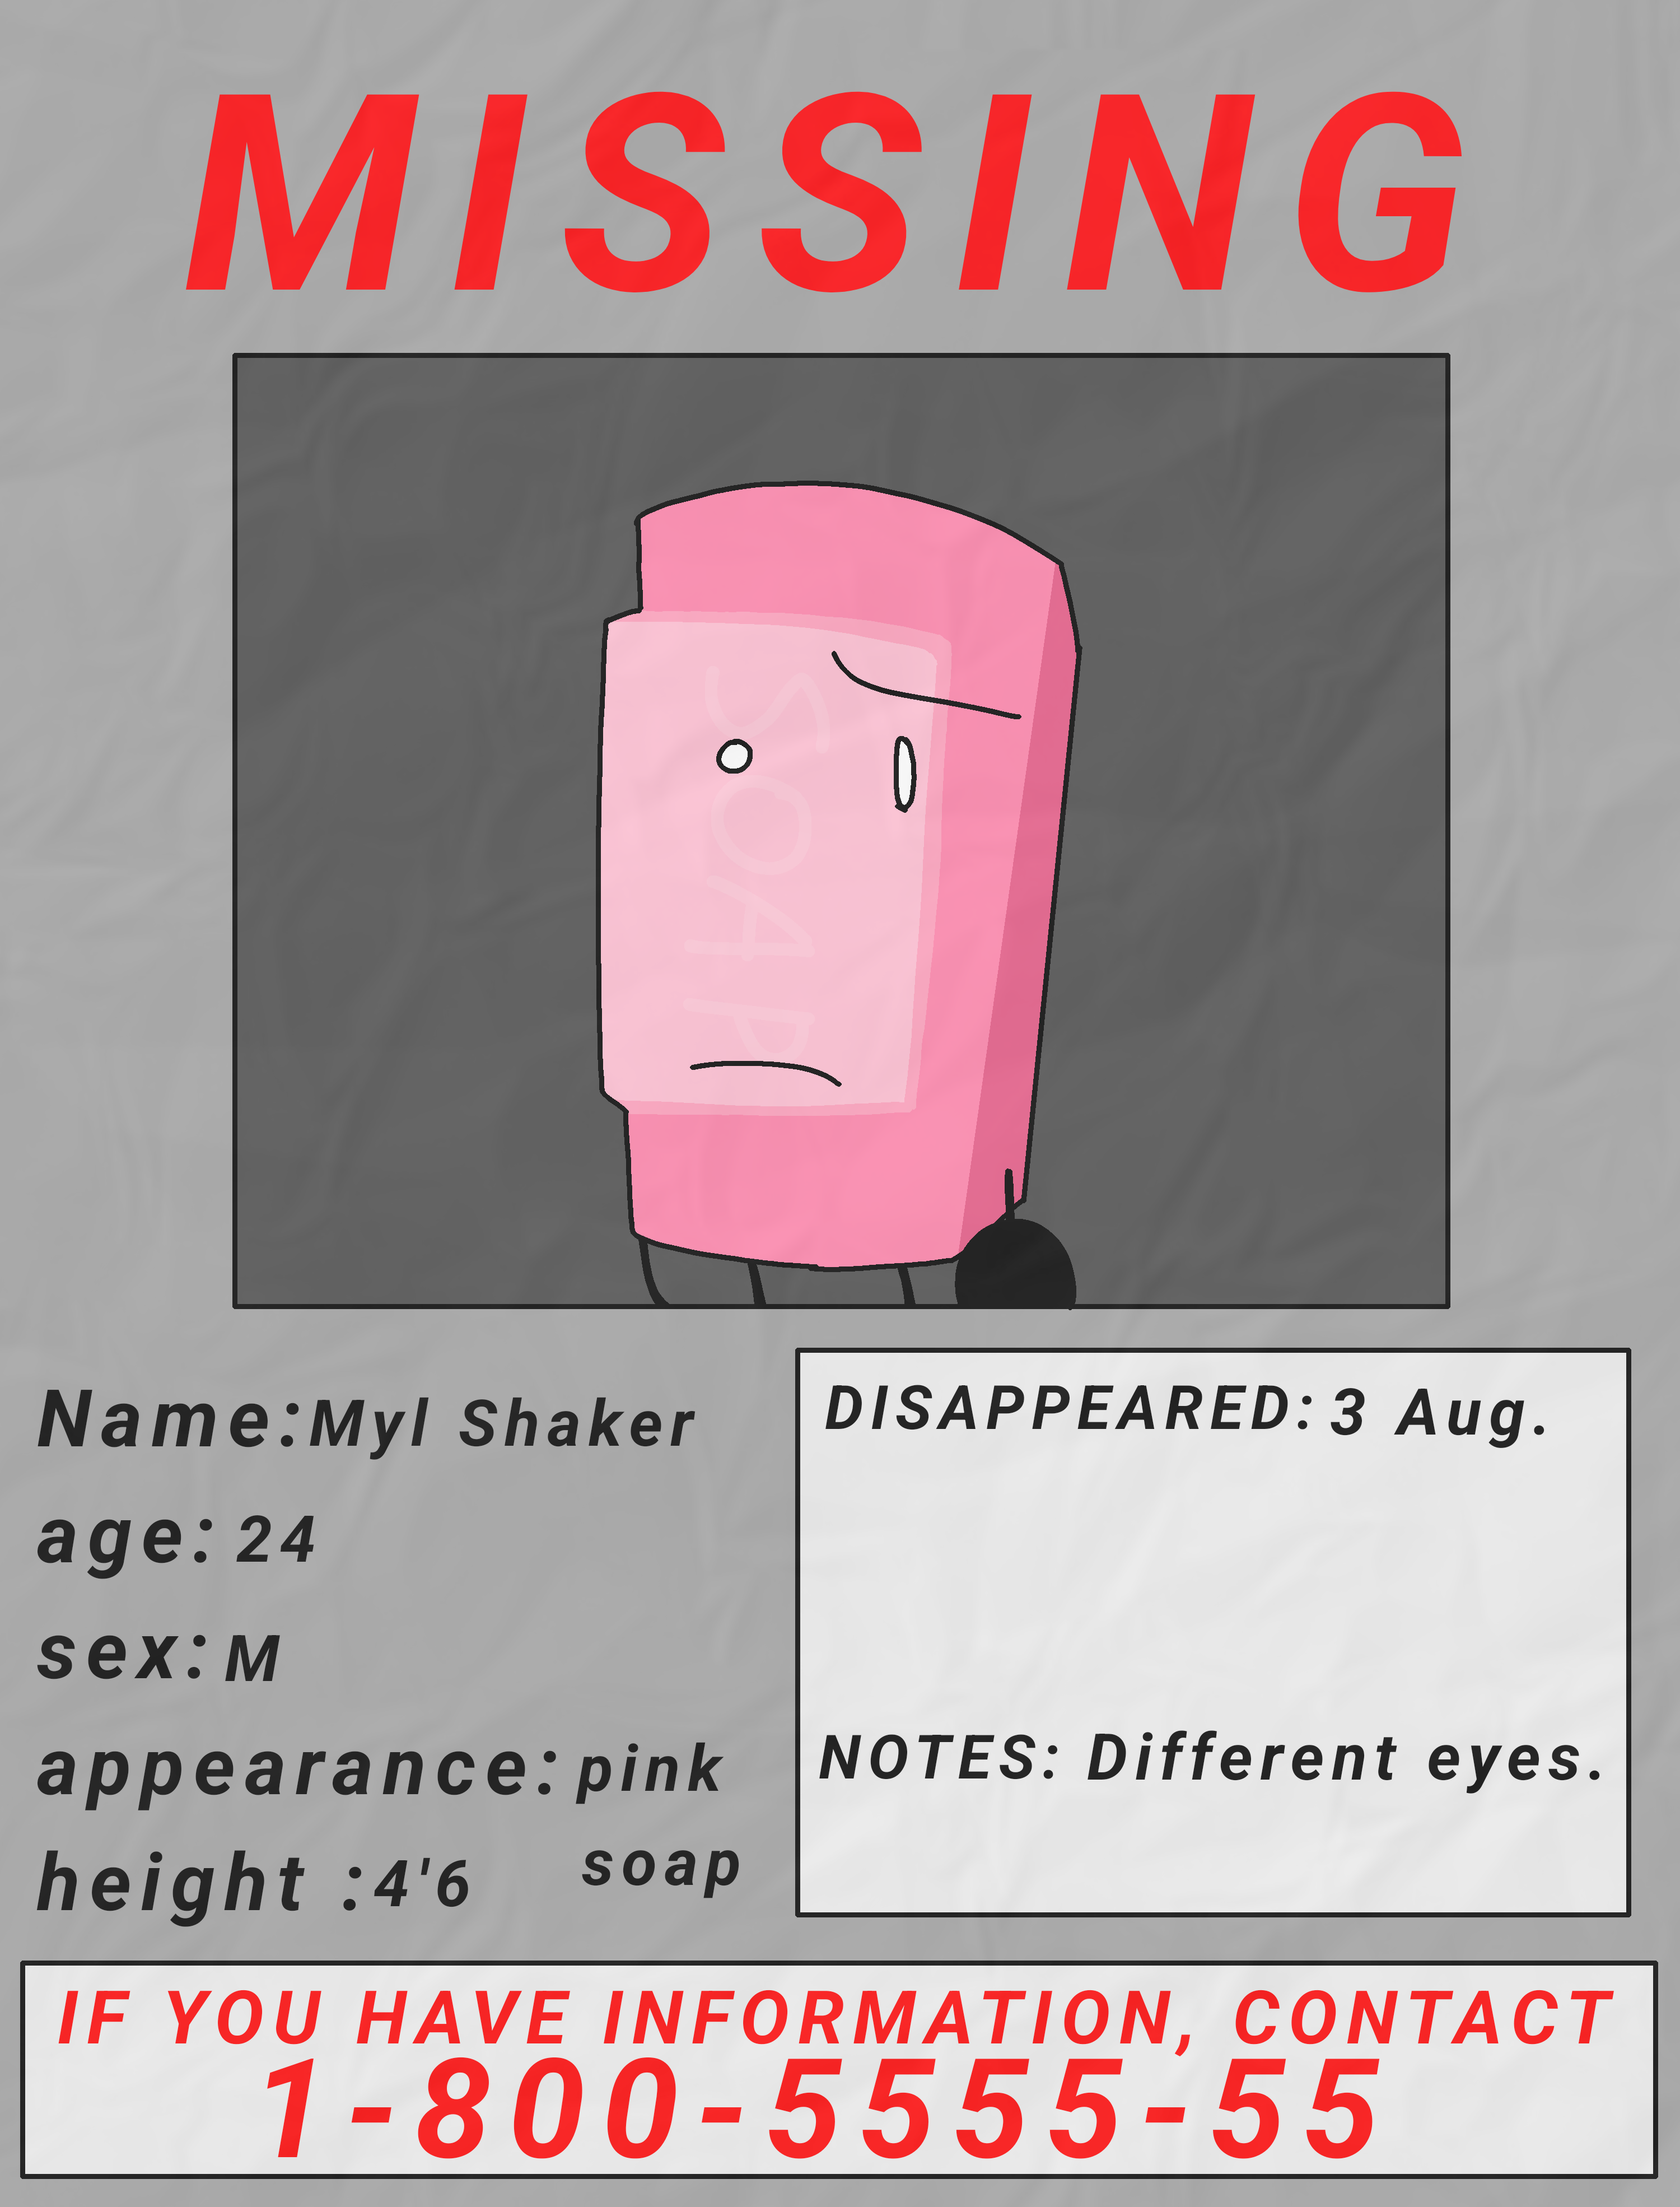 MISSING
SOAP
Name:Myl Shaker
age: 24
sex: M
appearance: pink
soap
height :4'6
DISAPPEARED: 3 Aug.
NOTES: Different eyes.
IF YOU HAVE INFORMATION, CONTACT
1-800-5555-55